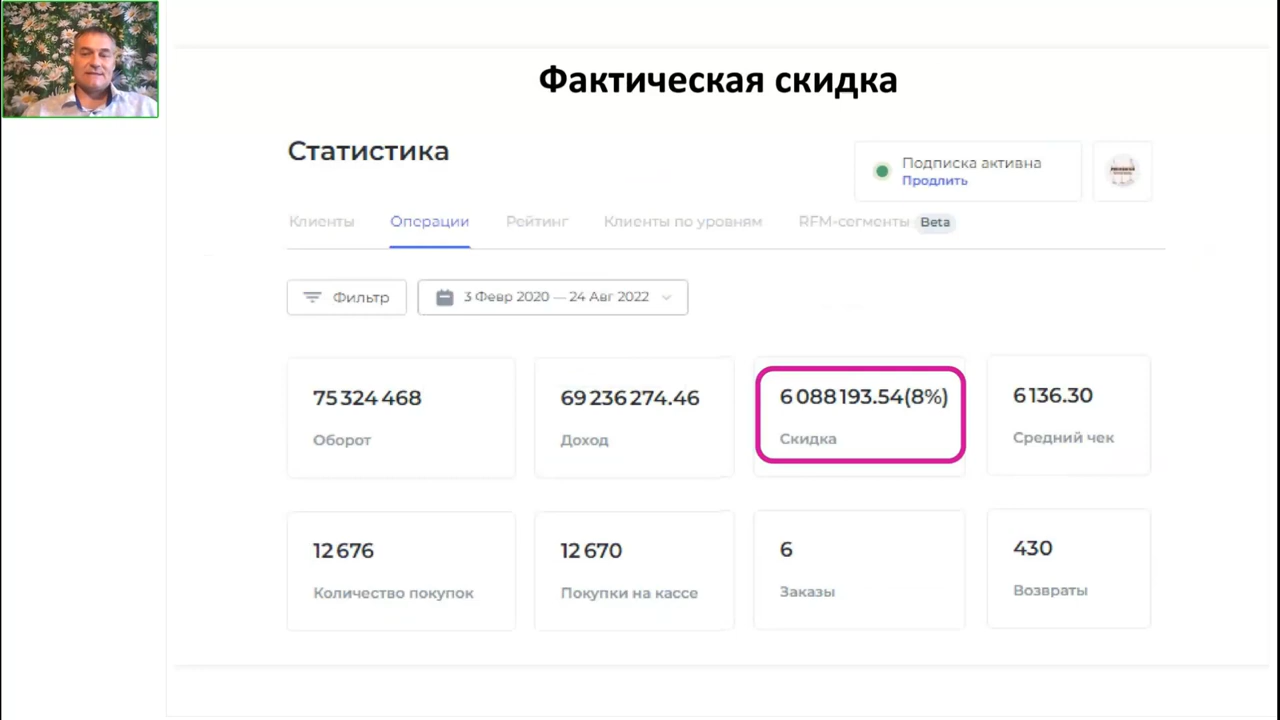 Фактическая скидка
Статистика
Подписка активна
Продлить
Клиенты Операции Рейтинг Клиенты по уровням RFM-сегменты Beta
Фильтр 3 Февр 2020 — 24 Авг 2022
75 324 468 69 236 274.46 6 088 193.54(8%) 6 136.30
Оборот Доход Скидка Средний чек
12 676 12 670 6 430
Количество покупок Покупки на кассе Заказы Возвраты